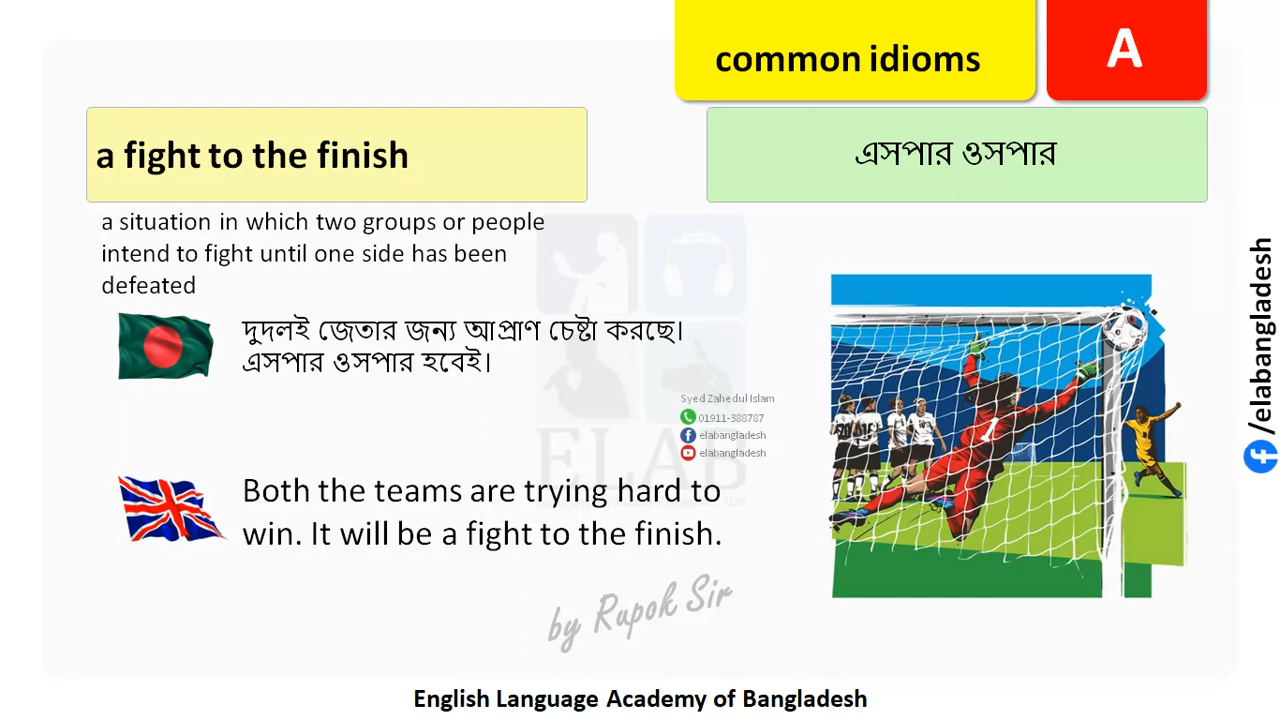 common idioms
A
a fight to the finish
এসপার ওসপার
a situation in which two groups or people
intend to fight until one side has been
defeated
দুদলই জেতার জন্য আপ্রাণ চেষ্টা করছে।
এসপার ওসপার হবেই।
Syed Zahedul Islam
01911-388787
elabangladesh
elabangladesh
ELAB
Both the teams are trying hard to
win. It will be a fight to the finish.
by Rupok Sir
English Language Academy of Bangladesh
/elabangladesh
1